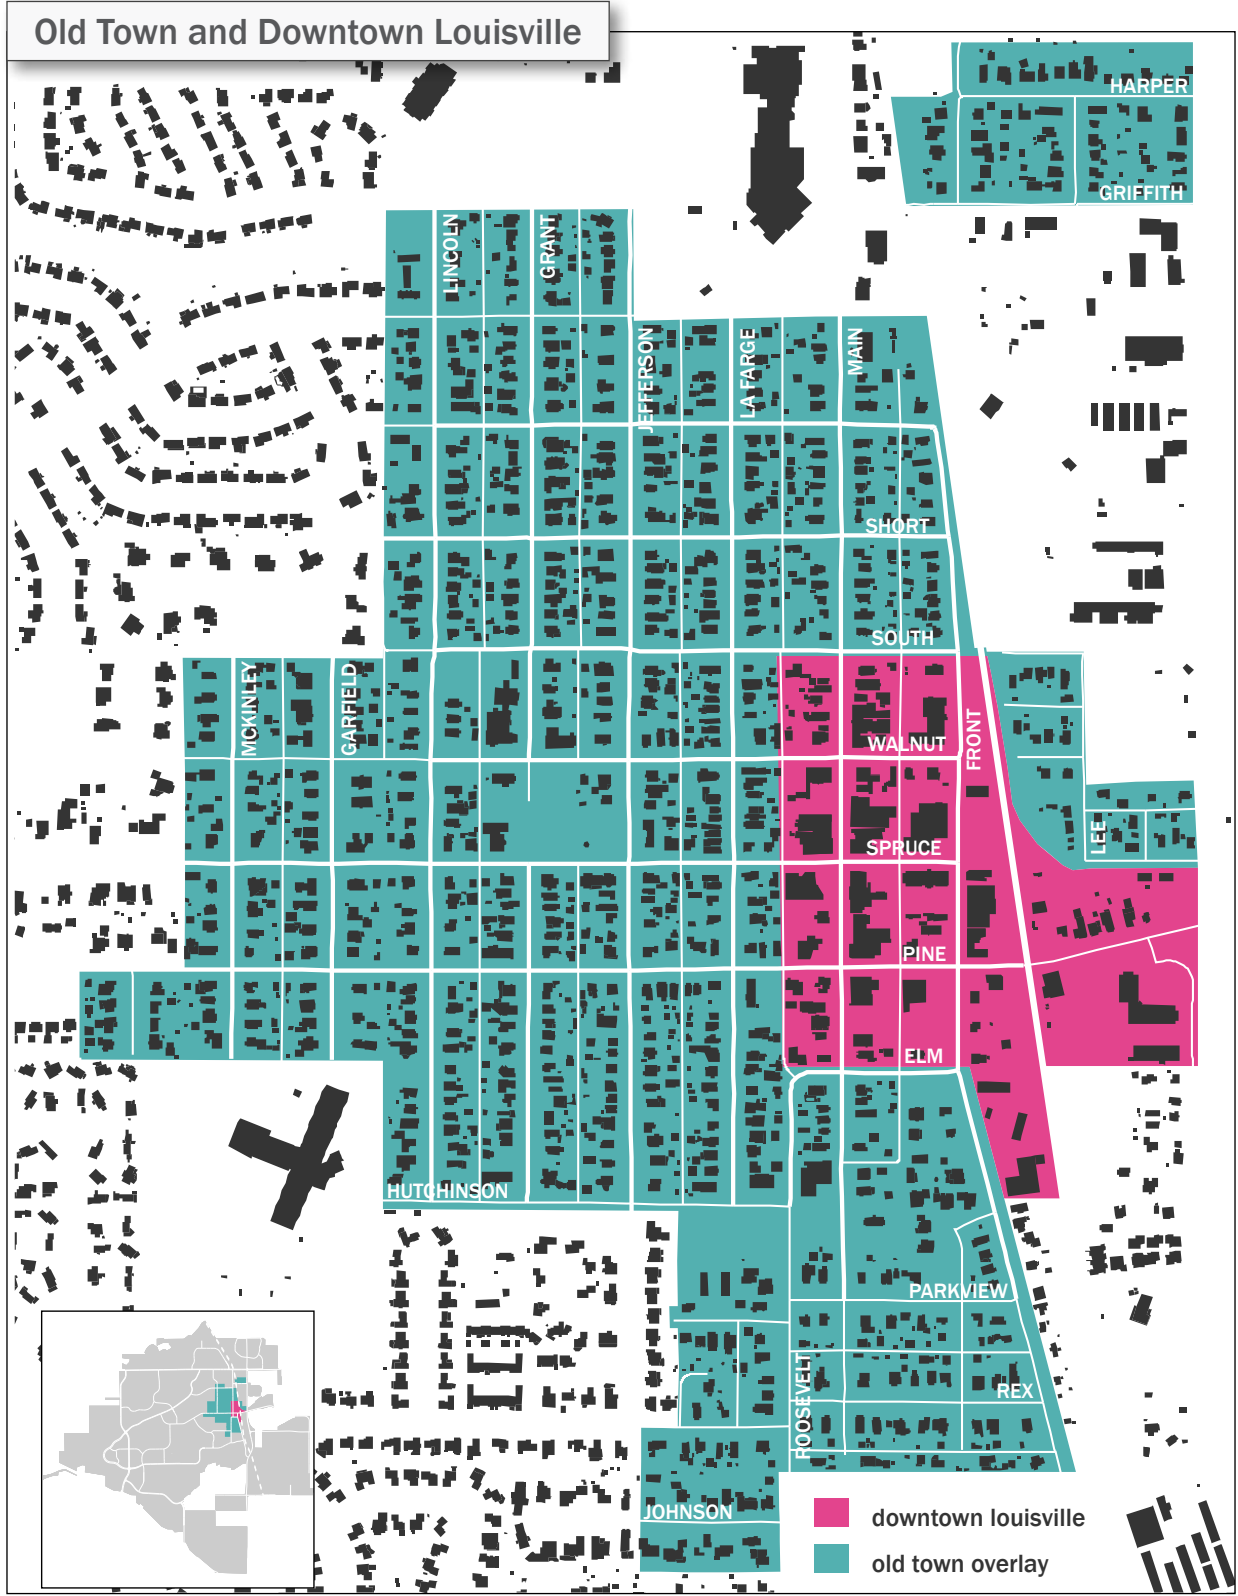 Old Town and Downtown Louisville
HARPER
GRIFFITH
LINCOLN
GRANT
JEFFERSON
LA FARGE
MAIN
SHORT
SOUTH
MCKINLEY
GARFIELD
WALNUT
FRONT
SPRUCE
LEE
PINE
ELM
HUTCHINSON
PARKVIEW
ROOSEVELT
REX
JOHNSON
downtown louisville
old town overlay